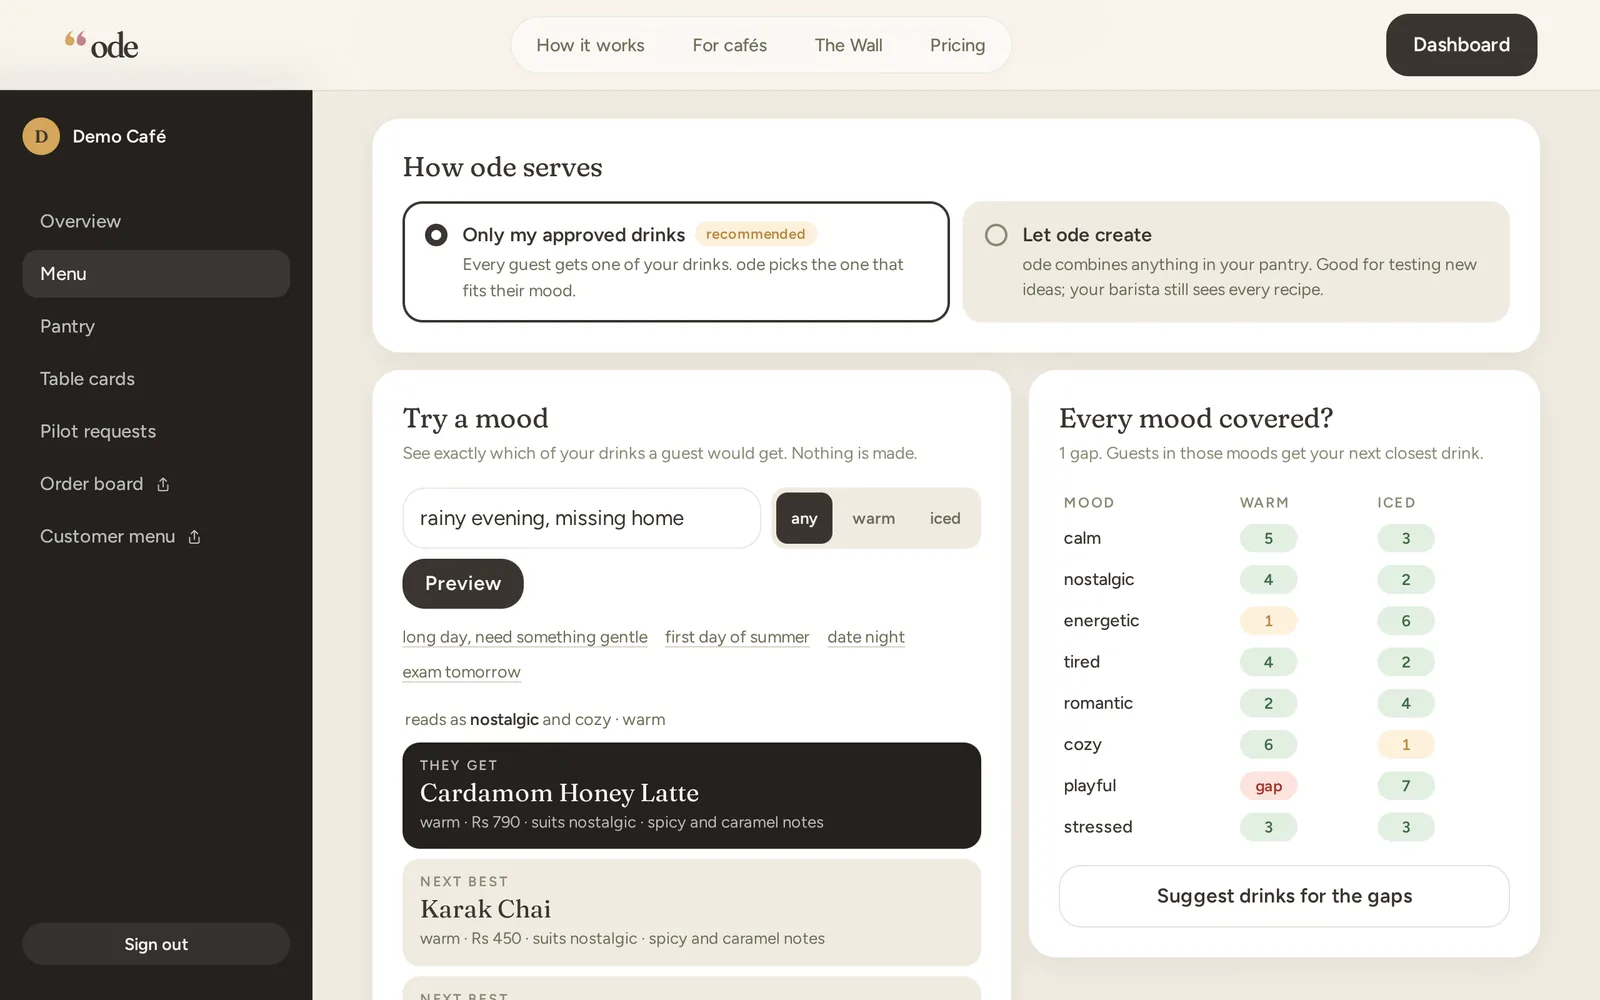 ode
How it works
For cafés
The Wall
Pricing
Dashboard
D
Demo Café
Overview
Menu
Pantry
Table cards
Pilot requests
Order board
Customer menu
Sign out
How ode serves
Only my approved drinks
recommended
Every guest gets one of your drinks. ode picks the one that
fits their mood.
Let ode create
ode combines anything in your pantry. Good for testing new
ideas; your barista still sees every recipe.
Try a mood
See exactly which of your drinks a guest would get. Nothing is made.
rainy evening, missing home
any
warm
iced
Preview
long day, need something gentle
first day of summer
date night
exam tomorrow
reads as nostalgic and cozy · warm
THEY GET
Cardamom Honey Latte
warm · Rs 790 · suits nostalgic · spicy and caramel notes
NEXT BEST
Karak Chai
warm · Rs 450 · suits nostalgic · spicy and caramel notes
NEXT BEST
Every mood covered?
1 gap. Guests in those moods get your next closest drink.
MOOD WARM ICED
calm 5 3
nostalgic 4 2
energetic 1 6
tired 4 2
romantic 2 4
cozy 6 1
playful gap 7
stressed 3 3
Suggest drinks for the gaps